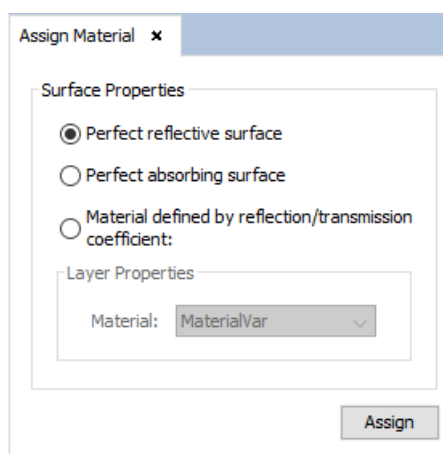 Assign Material ×
Surface Properties
Perfect reflective surface
Perfect absorbing surface
Material defined by reflection/transmission
coefficient:
Layer Properties
Material: MaterialVar
Assign